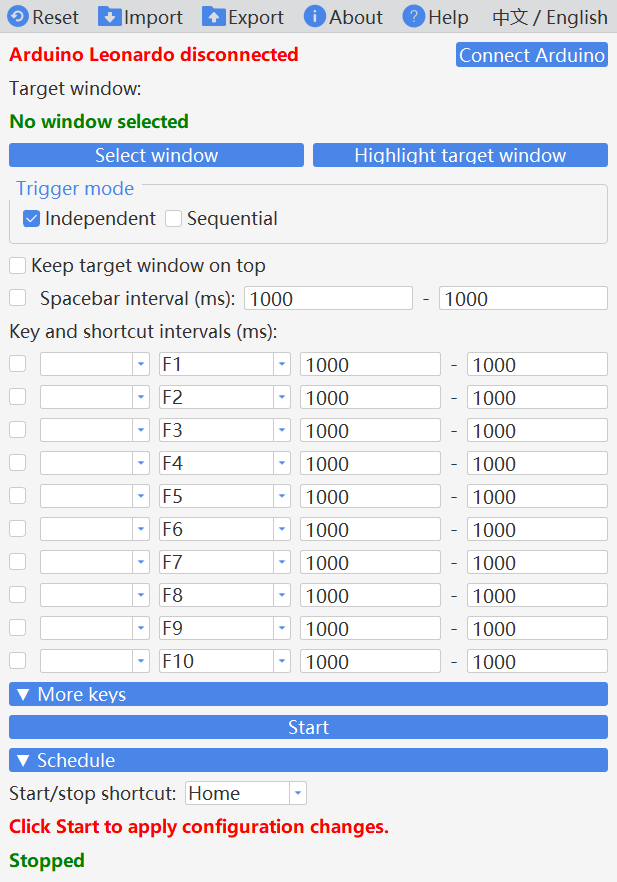 Reset Import Export About Help 中文 / English
Arduino Leonardo disconnected Connect Arduino
Target window:
No window selected
Select window Highlight target window
Trigger mode
Independent Sequential
Keep target window on top
Spacebar interval (ms): 1000 - 1000
Key and shortcut intervals (ms):
F1 1000 - 1000
F2 1000 - 1000
F3 1000 - 1000
F4 1000 - 1000
F5 1000 - 1000
F6 1000 - 1000
F7 1000 - 1000
F8 1000 - 1000
F9 1000 - 1000
F10 1000 - 1000
▼ More keys
Start
▼ Schedule
Start/stop shortcut: Home
Click Start to apply configuration changes.
Stopped